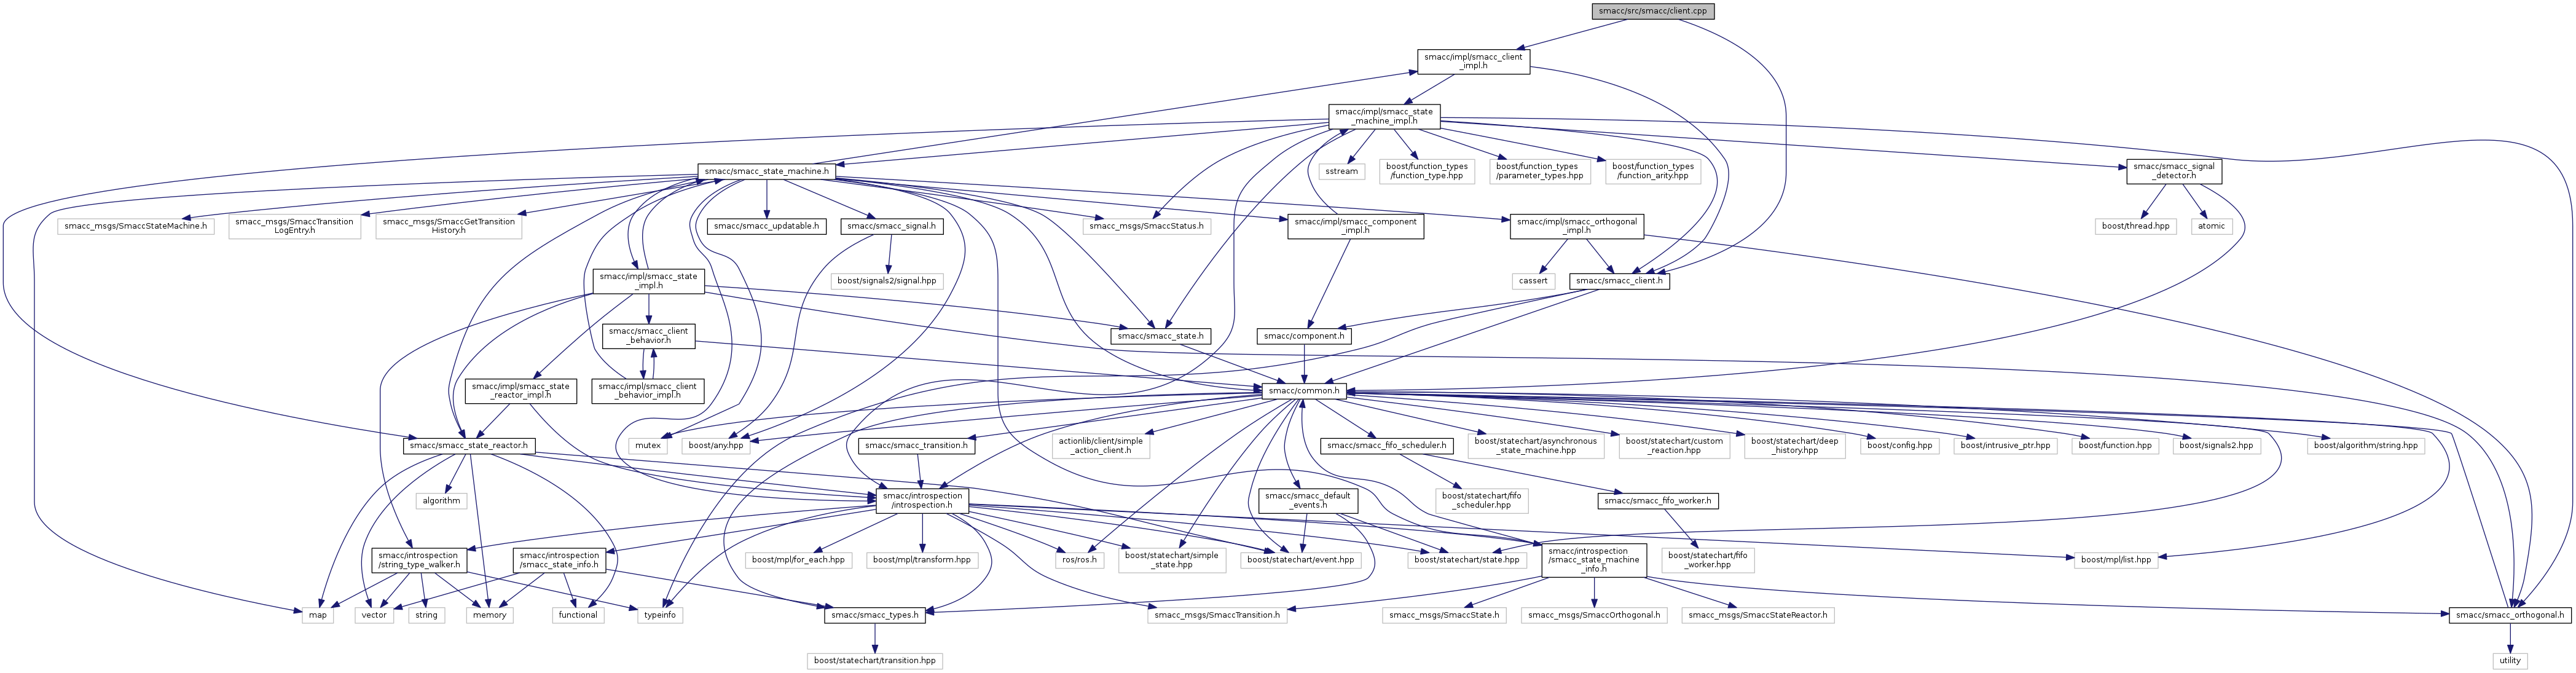 smacc/src/smacc/client.cpp
smacc/impl/smacc_client
_impl.h
smacc/impl/smacc_state
_machine_impl.h
smacc/smacc_state_machine.h
sstream
boost/function_types
/function_type.hpp
boost/function_types
/parameter_types.hpp
boost/function_types
/function_arity.hpp
smacc/smacc_signal
_detector.h
smacc_msgs/SmaccStateMachine.h
smacc_msgs/SmaccTransition
LogEntry.h
smacc_msgs/SmaccGetTransition
History.h
smacc/smacc_updatable.h
smacc/smacc_signal.h
smacc_msgs/SmaccStatus.h
smacc/impl/smacc_component
_impl.h
smacc/impl/smacc_orthogonal
_impl.h
boost/thread.hpp
atomic
smacc/impl/smacc_state
_impl.h
boost/signals2/signal.hpp
cassert
smacc/smacc_client.h
smacc/smacc_client
_behavior.h
smacc/smacc_state.h
smacc/component.h
smacc/impl/smacc_state
_reactor_impl.h
smacc/impl/smacc_client
_behavior_impl.h
smacc/common.h
smacc/smacc_state_reactor.h
mutex
boost/any.hpp
smacc/smacc_transition.h
actionlib/client/simple
_action_client.h
smacc/smacc_fifo_scheduler.h
boost/statechart/asynchronous
_state_machine.hpp
boost/statechart/custom
_reaction.hpp
boost/statechart/deep
_history.hpp
boost/config.hpp
boost/intrusive_ptr.hpp
boost/function.hpp
boost/signals2.hpp
boost/algorithm/string.hpp
algorithm
smacc/introspection
/introspection.h
smacc/smacc_default
_events.h
boost/statechart/fifo
_scheduler.hpp
smacc/smacc_fifo_worker.h
smacc/introspection
/string_type_walker.h
smacc/introspection
/smacc_state_info.h
boost/mpl/for_each.hpp
boost/mpl/transform.hpp
ros/ros.h
boost/statechart/simple
_state.hpp
boost/statechart/event.hpp
boost/statechart/state.hpp
smacc/introspection
/smacc_state_machine
_info.h
boost/statechart/fifo
_worker.hpp
boost/mpl/list.hpp
map
vector
string
memory
functional
typeinfo
smacc/smacc_types.h
smacc_msgs/SmaccTransition.h
smacc_msgs/SmaccState.h
smacc_msgs/SmaccOrthogonal.h
smacc_msgs/SmaccStateReactor.h
smacc/smacc_orthogonal.h
boost/statechart/transition.hpp
utility